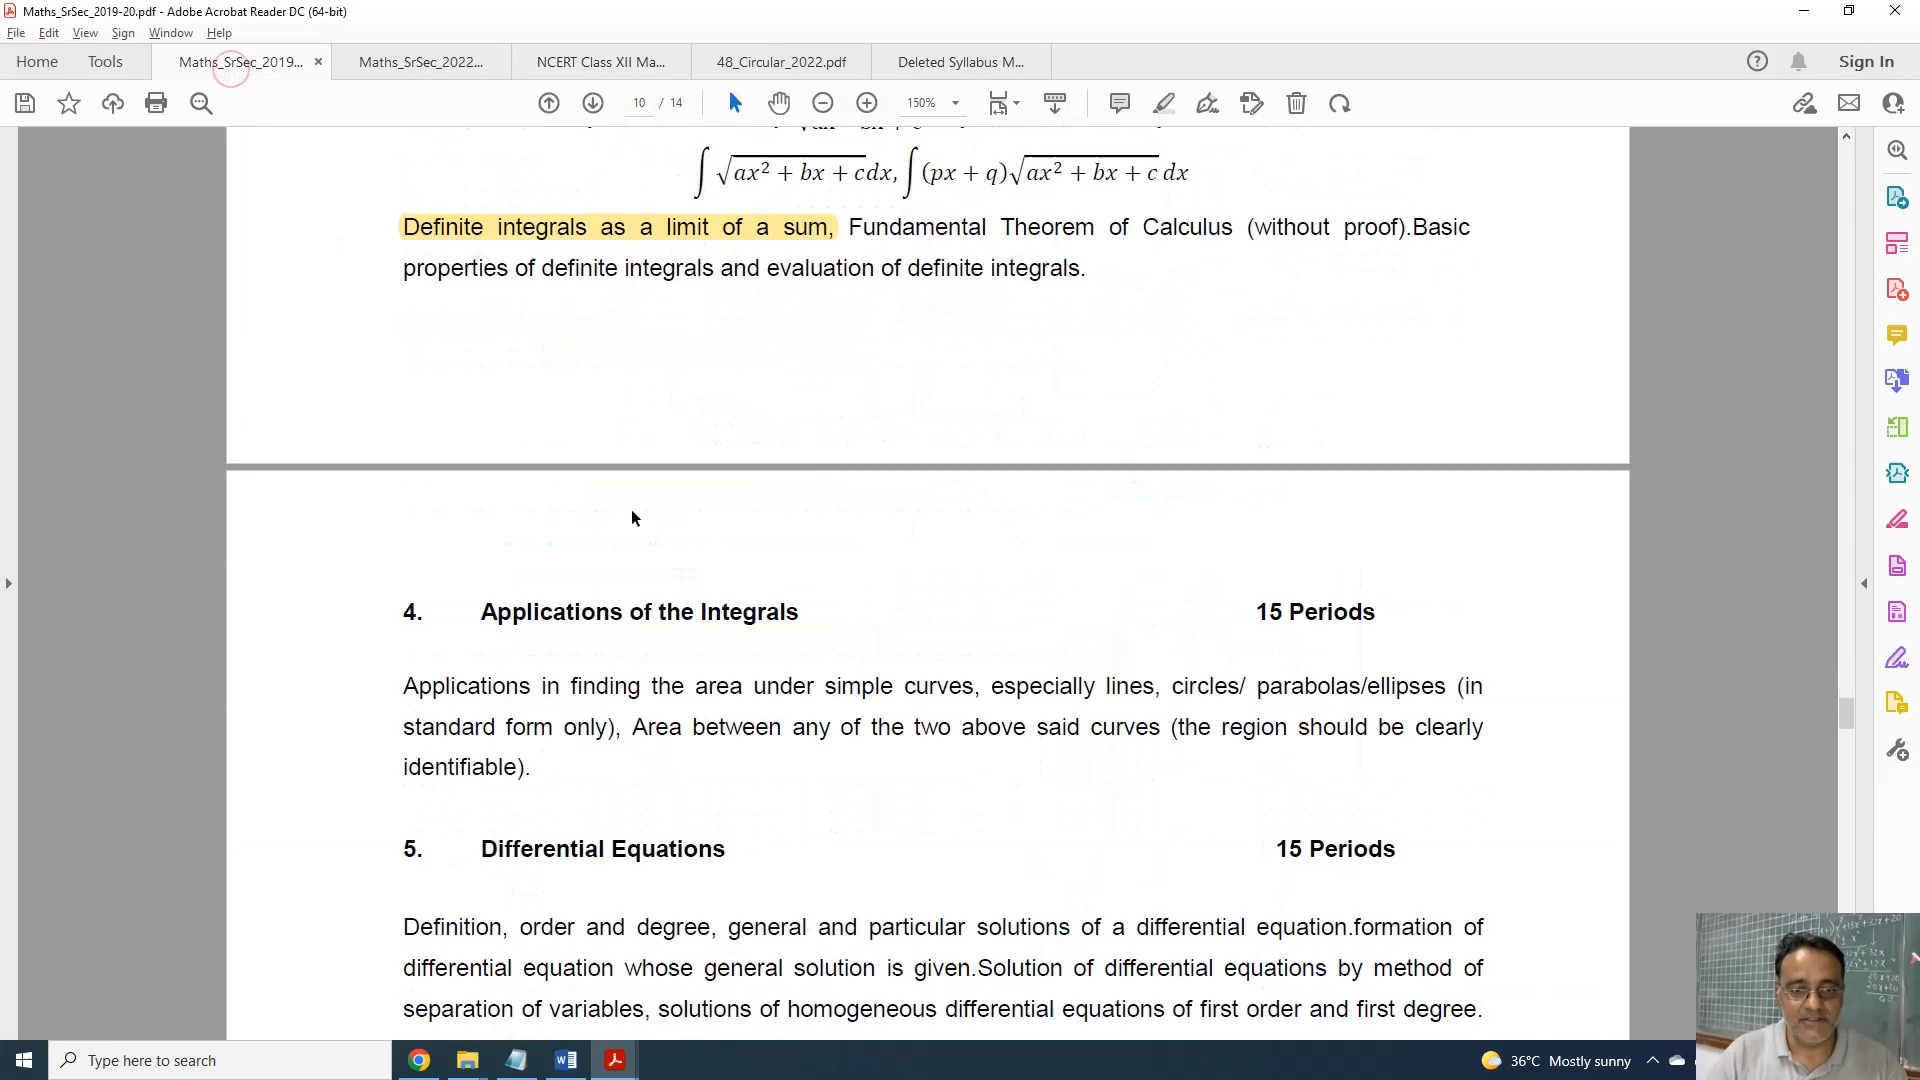 Maths_SrSec_2019-20.pdf - Adobe Acrobat Reader DC (64-bit)
File Edit View Sign Window Help
Home Tools Maths_SrSec_2019... × Maths_SrSec_2022... NCERT Class XII Ma... 48_Circular_2022.pdf Deleted Syllabus M... Sign In
10 / 14 150%
∫ √ax² + bx + c dx, ∫ (px + q)√ax² + bx + c dx
Definite integrals as a limit of a sum, Fundamental Theorem of Calculus (without proof).Basic
properties of definite integrals and evaluation of definite integrals.
4. Applications of the Integrals 15 Periods
Applications in finding the area under simple curves, especially lines, circles/ parabolas/ellipses (in
standard form only), Area between any of the two above said curves (the region should be clearly
identifiable).
5. Differential Equations 15 Periods
Definition, order and degree, general and particular solutions of a differential equation.formation of
differential equation whose general solution is given.Solution of differential equations by method of
separation of variables, solutions of homogeneous differential equations of first order and first degree.
Type here to search
36°C Mostly sunny